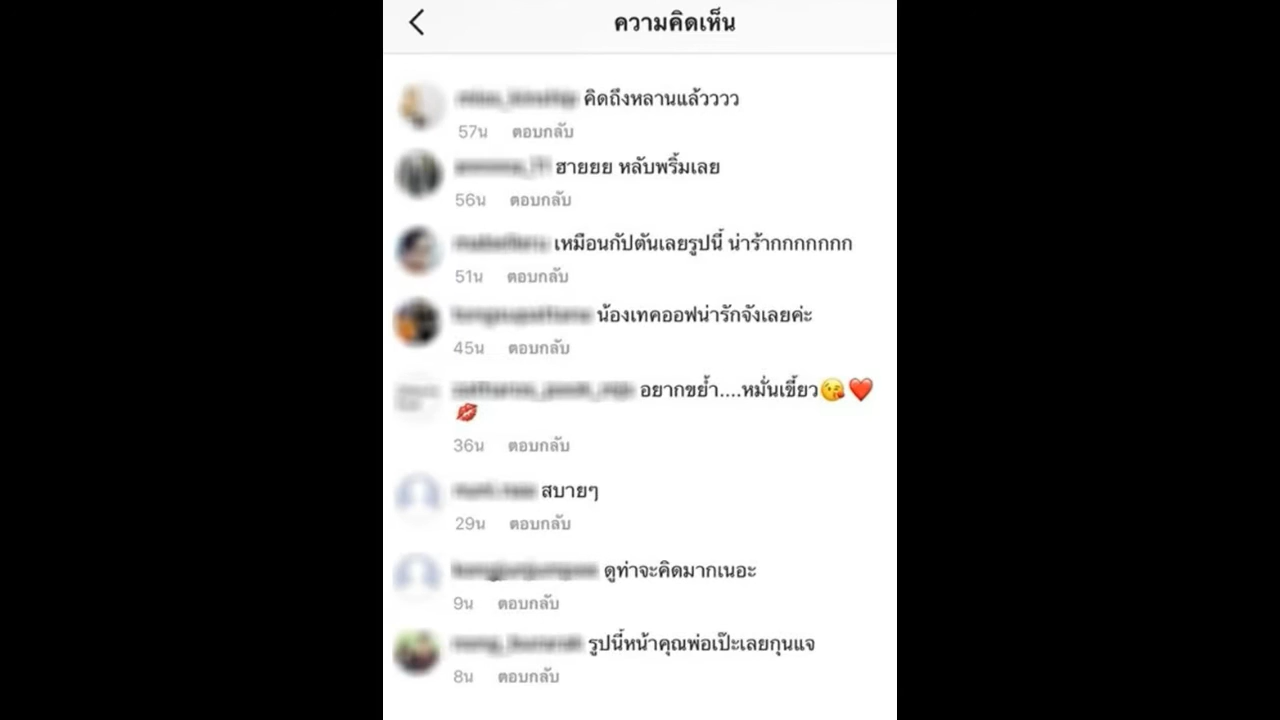 ความคิดเห็น
คิดถึงหลานแล้วววว
57น ตอบกลับ
ฮายยย หลับพริ้มเลย
56น ตอบกลับ
เหมือนกัปตันเลยรูปนี้ น่าร้ากกกกกกก
51น ตอบกลับ
น้องเทคออฟน่ารักจังเลยค่ะ
45น ตอบกลับ
อยากขย้ำ....หมั่นเขี้ยว😘❤️
💋
36น ตอบกลับ
สบายๆ
29น ตอบกลับ
ดูท่าจะคิดมากเนอะ
9น ตอบกลับ
รูปนี้หน้าคุณพ่อเป๊ะเลยกุนแจ
8น ตอบกลับ